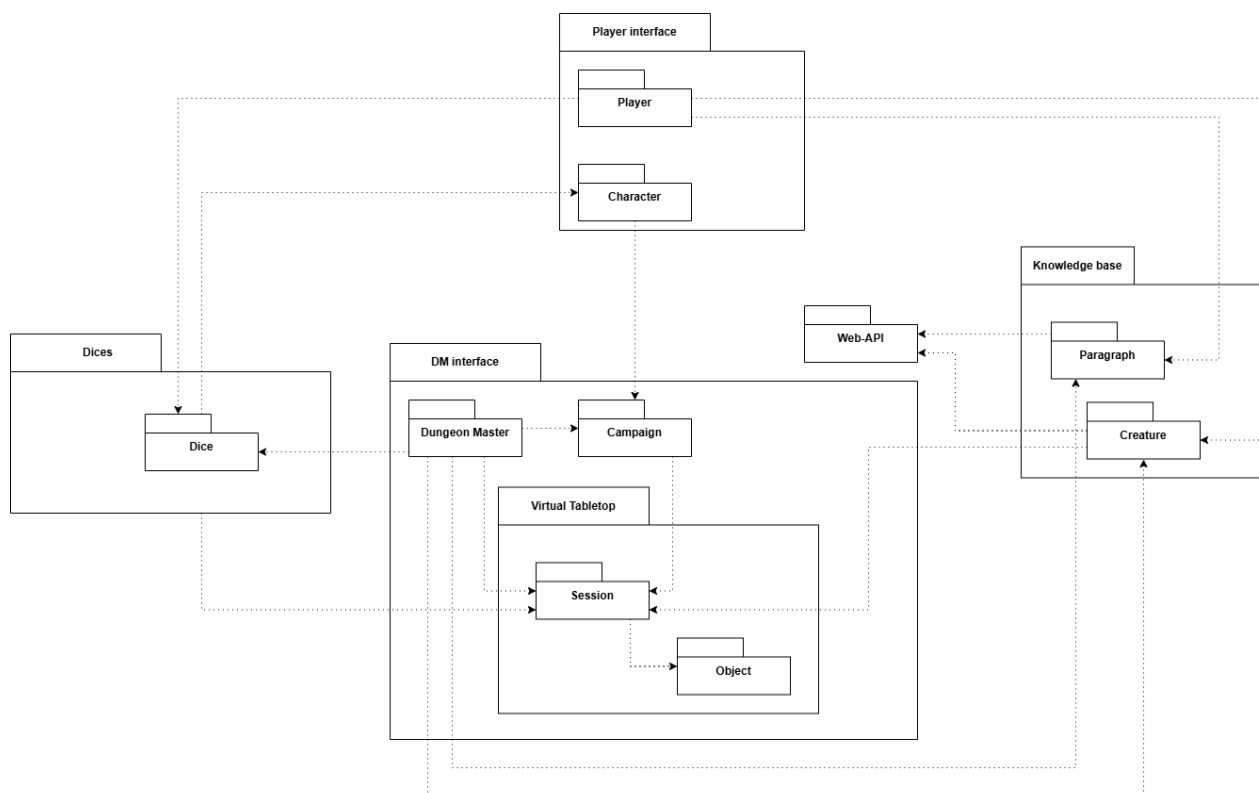 Player interface
Player
Character
Knowledge base
Web-API
Paragraph
Dices
DM interface
Dungeon Master
Campaign
Creature
Dice
Virtual Tabletop
Session
Object